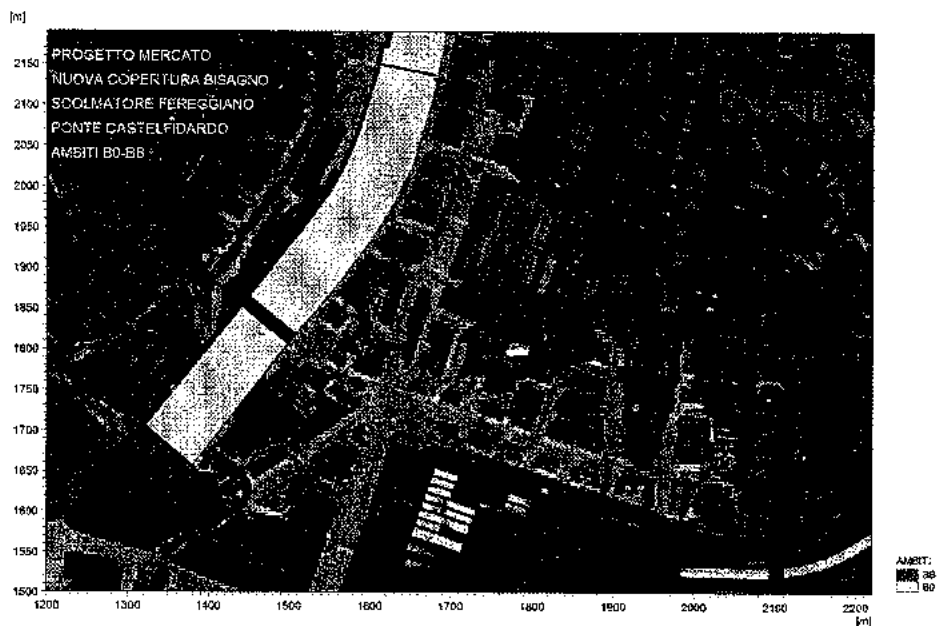 [m]
PROGETTO MERCATO
NUOVA COPERTURA BISAGNO
SCOLMATORE FEREGGIANO
PONTE CASTELFIDARDO
AMBITI B0-BB
2150
2100
2050
2000
1950
1900
1850
1800
1750
1700
1650
1600
1550
1500
1200 1300 1400 1500 1600 1700 1800 1900 2000 2100 2200
[m]
AMBITI:
BB
B0